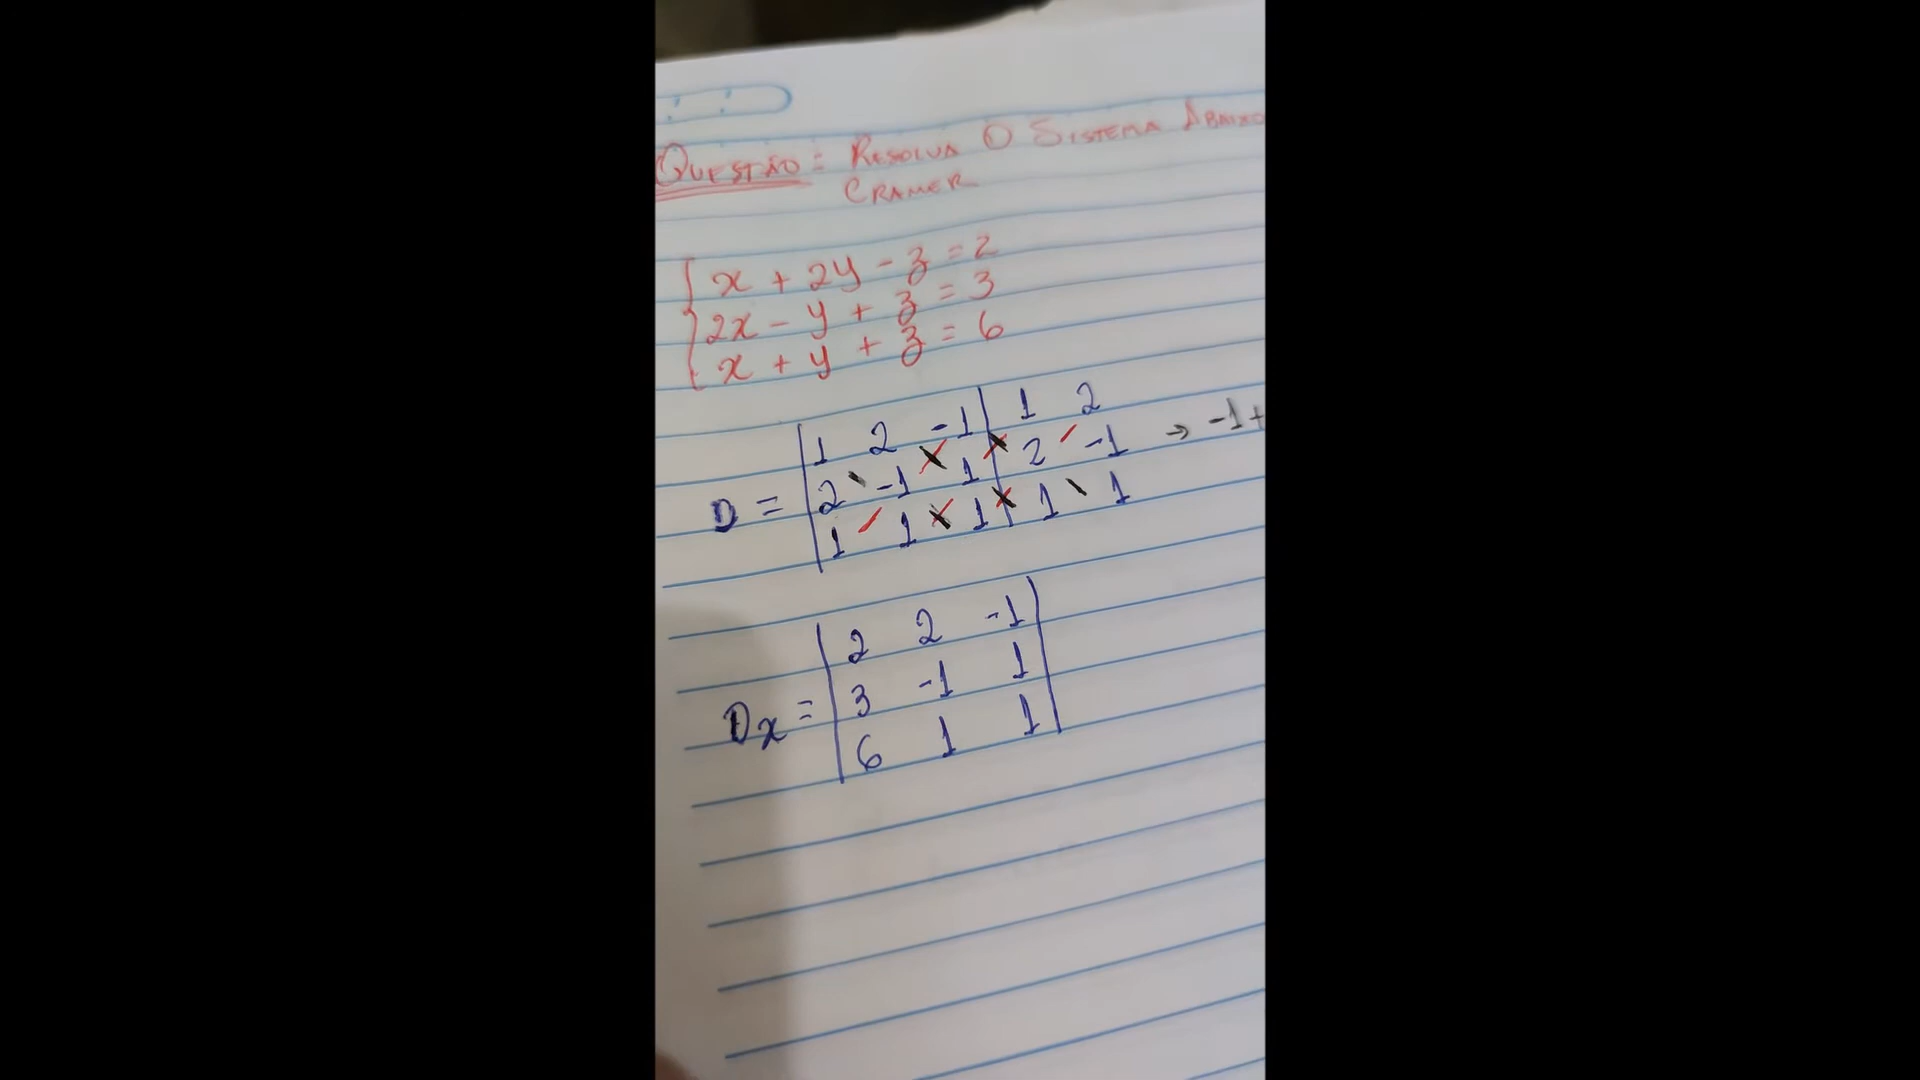 QUESTÃO: RESOLVA O SISTEMA ABAIXO
CRAMER
x + 2y - z = 2
2x - y + z = 3
x + y + z = 6
1 2 -1 | 1 2
D = 2 -1 1 | 2 -1 → -1+
1 1 1 | 1 1
2 2 -1
3 -1 1
Dx = 6 1 1